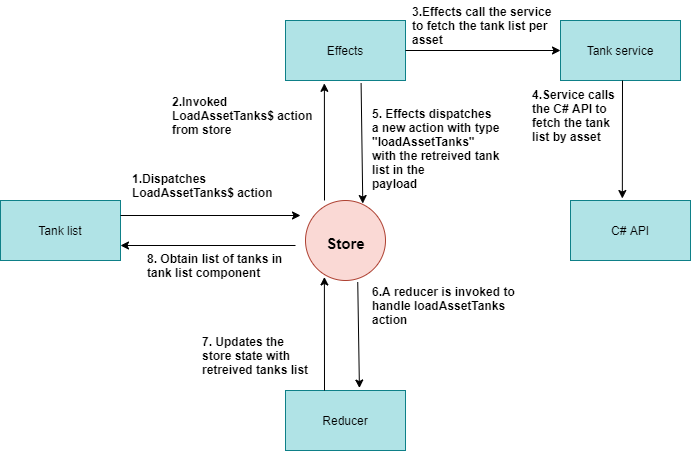 3.Effects call the service
to fetch the tank list per
asset
Effects
Tank service
2.Invoked
LoadAssetTanks$ action
from store
4.Service calls
the C# API to
fetch the tank
list by asset
5. Effects dispatches
a new action with type
"loadAssetTanks"
with the retreived tank
list in the
payload
1.Dispatches
LoadAssetTanks$ action
Tank list
Store
C# API
8. Obtain list of tanks in
tank list component
6.A reducer is invoked to
handle loadAssetTanks
action
7. Updates the
store state with
retreived tanks list
Reducer